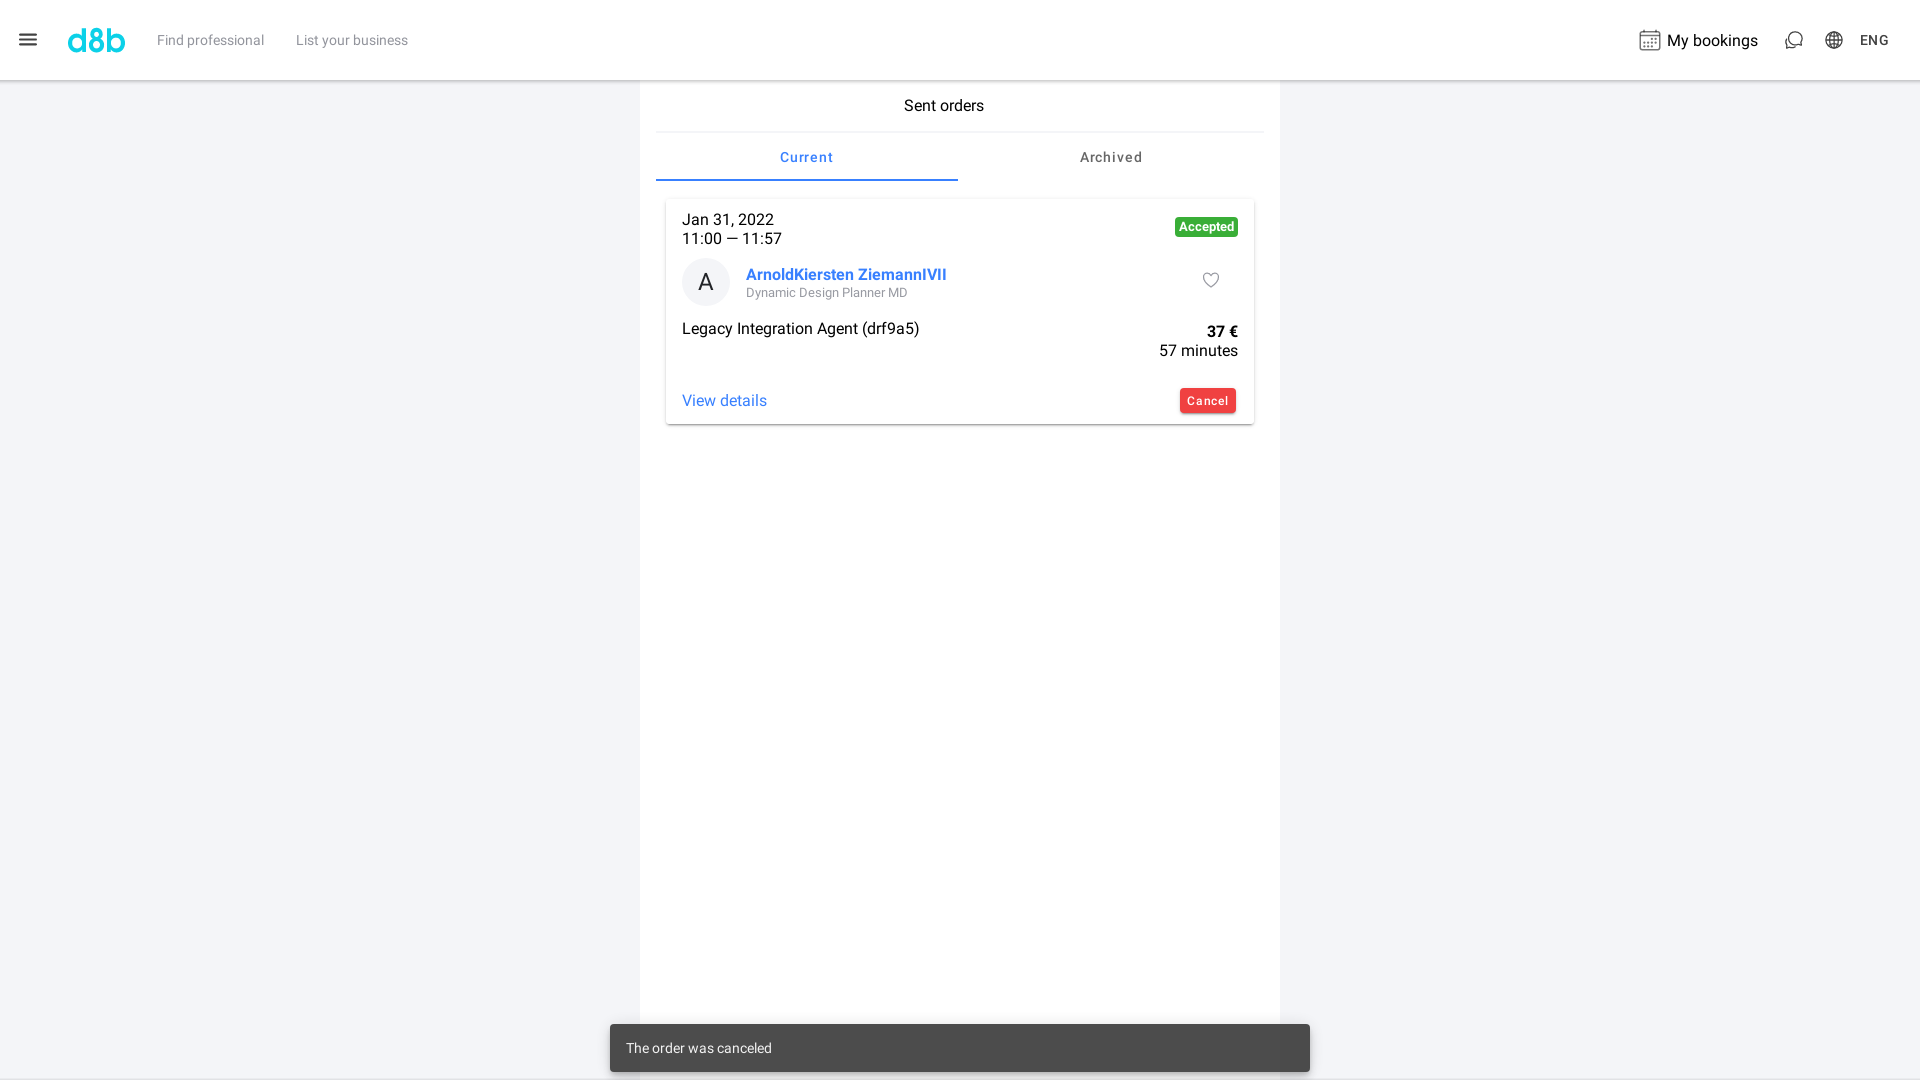 d8b
Find professional
List your business
My bookings
ENG
Sent orders
Current
Archived
Jan 31, 2022
11:00 — 11:57
Accepted
A
ArnoldKiersten ZiemannIVII
Dynamic Design Planner MD
Legacy Integration Agent (drf9a5)
37 €
57 minutes
View details
Cancel
The order was canceled